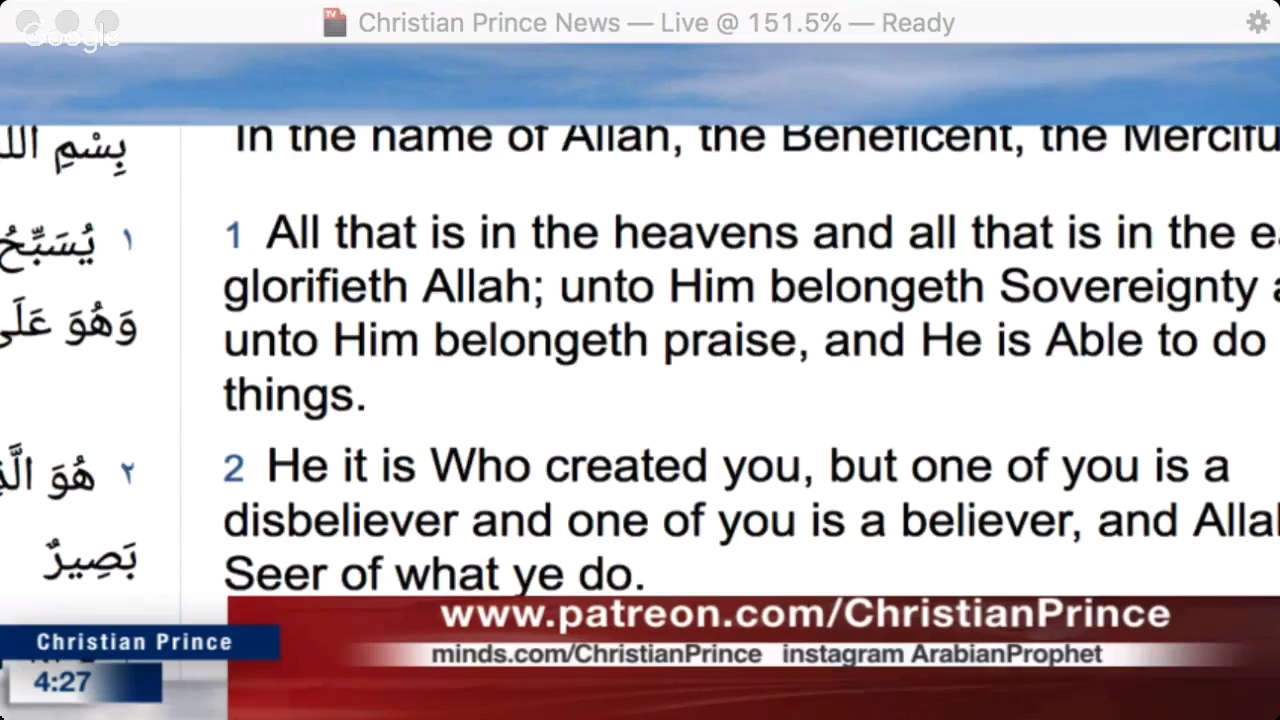 Christian Prince News — Live @ 151.5% — Ready
Google
بِسْمِ
In the name of Allah, the Beneficent, the Merciful
١ يُسَبِّحُ
وَهُوَ عَلَى
1 All that is in the heavens and all that is in the
glorifieth Allah; unto Him belongeth Sovereignty
unto Him belongeth praise, and He is Able to do
things.
٢ هُوَ
بَصِيرٌ
2 He it is Who created you, but one of you is a
disbeliever and one of you is a believer, and Allah
Seer of what ye do.
www.patreon.com/ChristianPrince
Christian Prince
minds.com/ChristianPrince instagram ArabianProphet
4:27